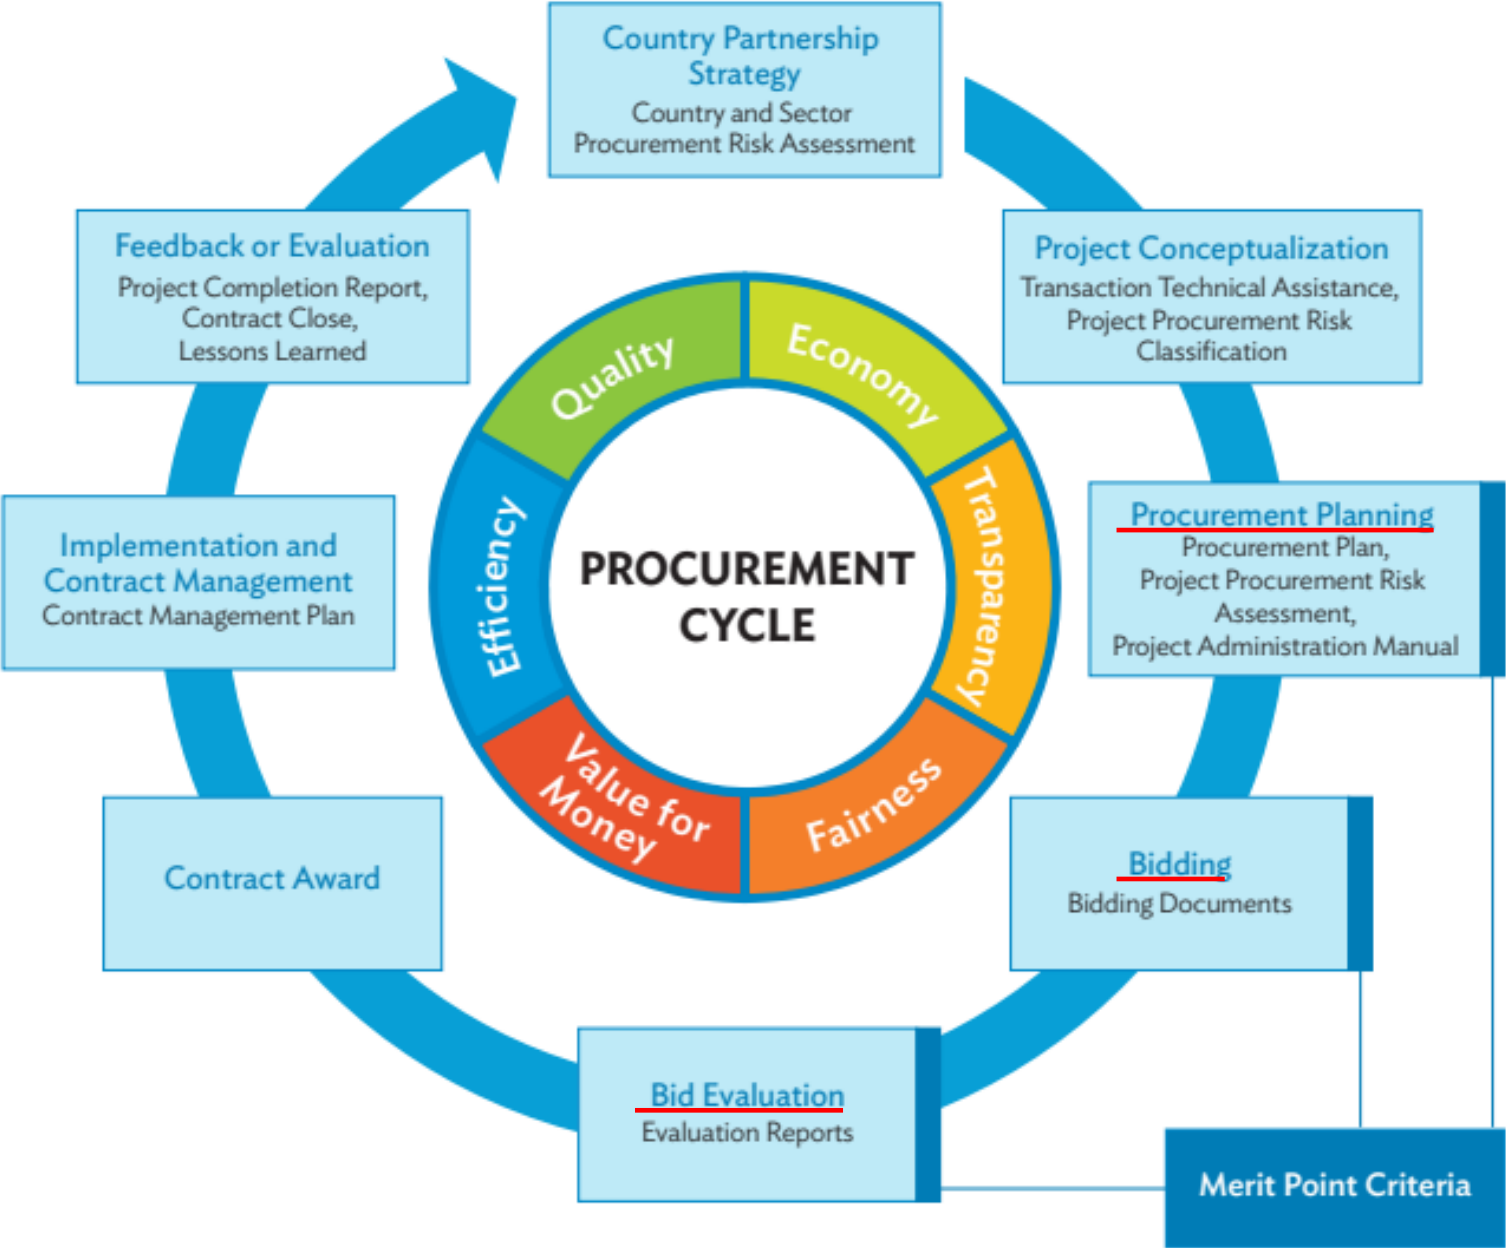 Country Partnership
Strategy
Country and Sector
Procurement Risk Assessment
Project Conceptualization
Transaction Technical Assistance,
Project Procurement Risk
Classification
Procurement Planning
Procurement Plan,
Project Procurement Risk
Assessment,
Project Administration Manual
Bidding
Bidding Documents
Merit Point Criteria
Bid Evaluation
Evaluation Reports
Contract Award
Implementation and
Contract Management
Contract Management Plan
Feedback or Evaluation
Project Completion Report,
Contract Close,
Lessons Learned
PROCUREMENT
CYCLE
Economy
Transparency
Fairness
Value for
Money
Efficiency
Quality